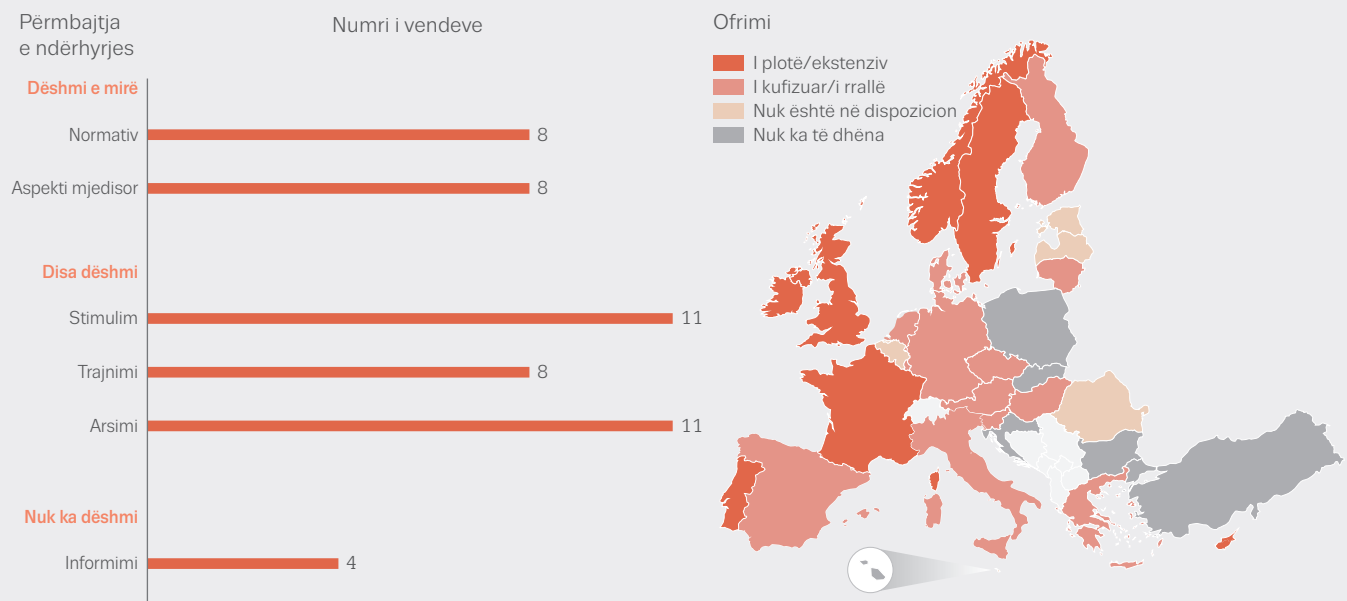 Përmbajtja
e ndërhyrjes
Numri i vendeve
Dëshmi e mirë
Normativ 8
Aspekti mjedisor 8
Disa dëshmi
Stimulim 11
Trajnimi 8
Arsimi 11
Nuk ka dëshmi
Informimi 4
Ofrimi
I plotë/ekstenziv
I kufizuar/i rrallë
Nuk është në dispozicion
Nuk ka të dhëna